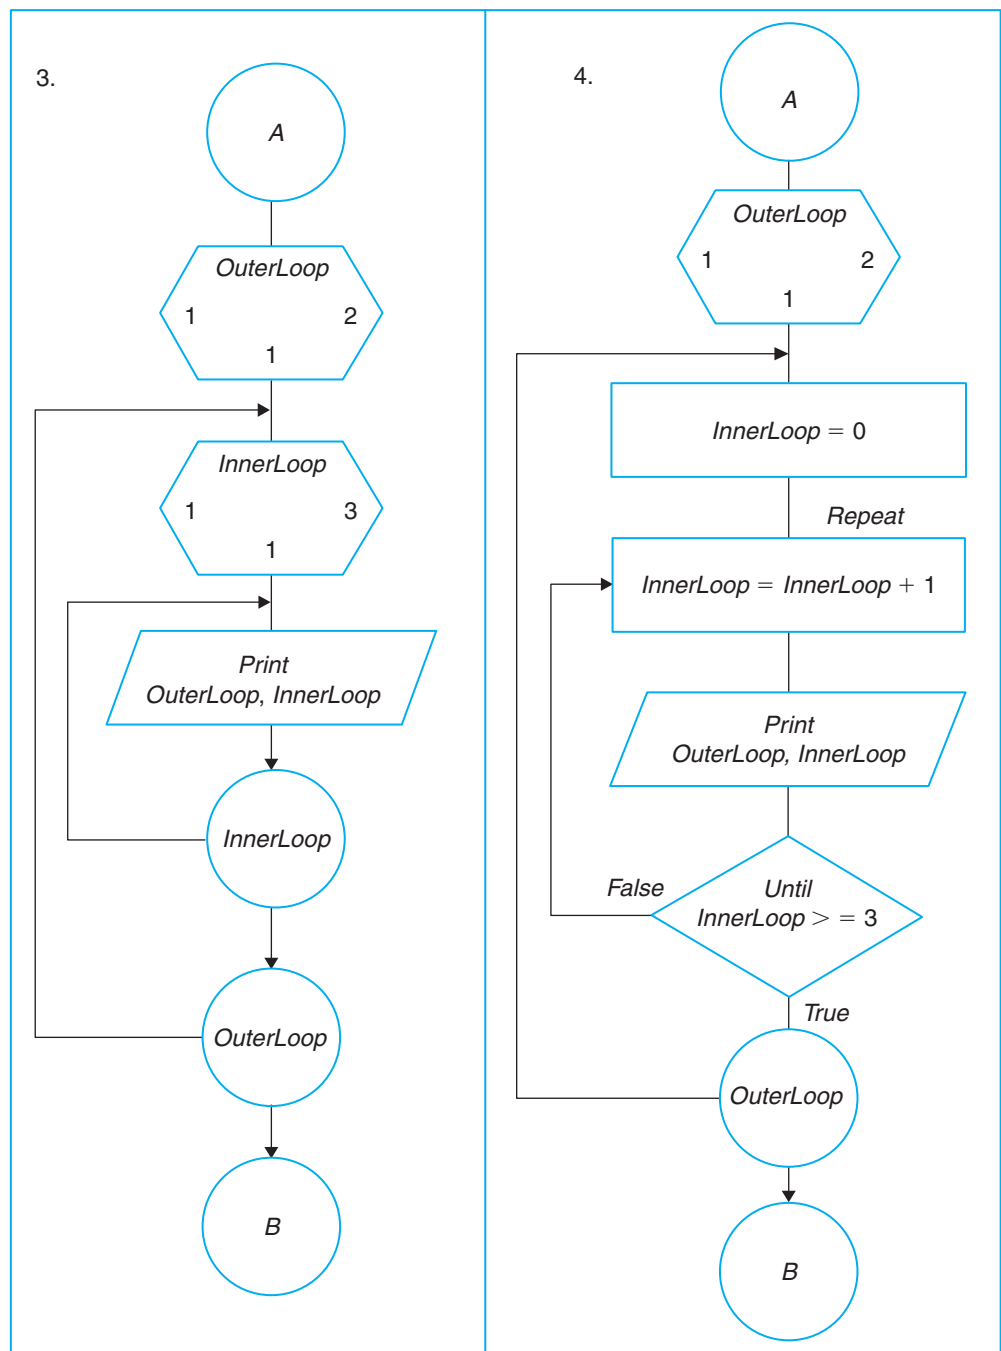 3.
A
OuterLoop
1 2
1
InnerLoop
1 3
1
Print
OuterLoop, InnerLoop
InnerLoop
OuterLoop
B
4.
A
OuterLoop
1 2
1
InnerLoop = 0
Repeat
InnerLoop = InnerLoop + 1
Print
OuterLoop, InnerLoop
False
Until
InnerLoop > = 3
True
OuterLoop
B